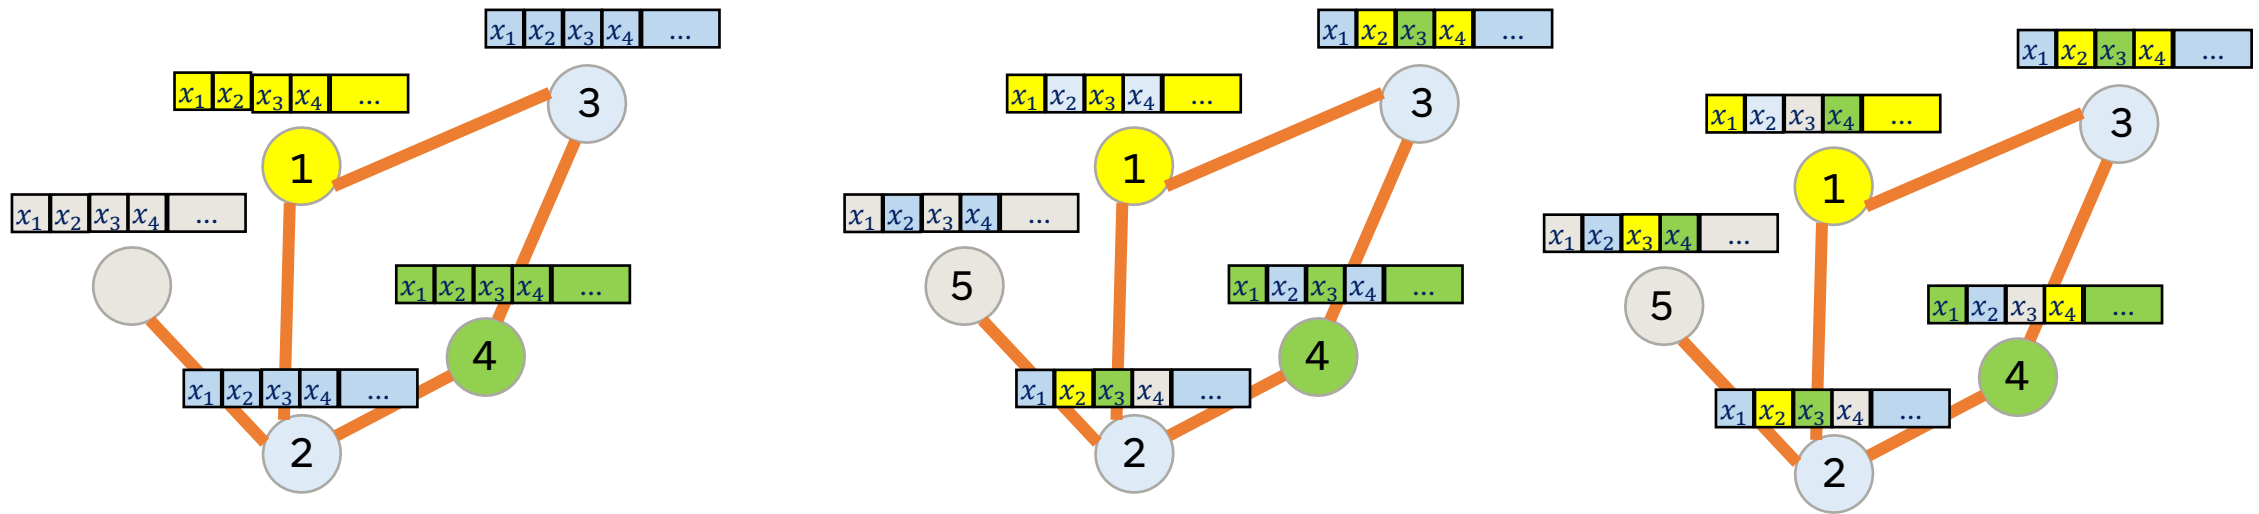 x₁ x₂ x₃ x₄ ...
x₁ x₂ x₃ x₄ ...
3
1
x₁ x₂ x₃ x₄ ...
x₁ x₂ x₃ x₄ ...
4
x₁ x₂ x₃ x₄ ...
2
x₁ x₂ x₃ x₄ ...
x₁ x₂ x₃ x₄ ...
3
1
x₁ x₂ x₃ x₄ ...
5
x₁ x₂ x₃ x₄ ...
4
x₁ x₂ x₃ x₄ ...
2
x₁ x₂ x₃ x₄ ...
x₁ x₂ x₃ x₄ ...
3
1
x₁ x₂ x₃ x₄ ...
5
x₁ x₂ x₃ x₄ ...
4
x₁ x₂ x₃ x₄ ...
2